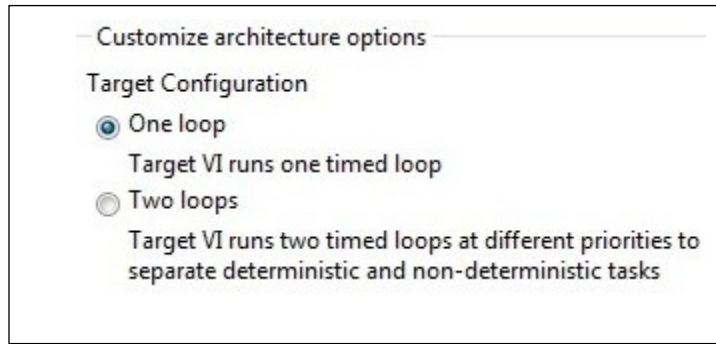 Customize architecture options
Target Configuration
One loop
Target VI runs one timed loop
Two loops
Target VI runs two timed loops at different priorities to
separate deterministic and non-deterministic tasks